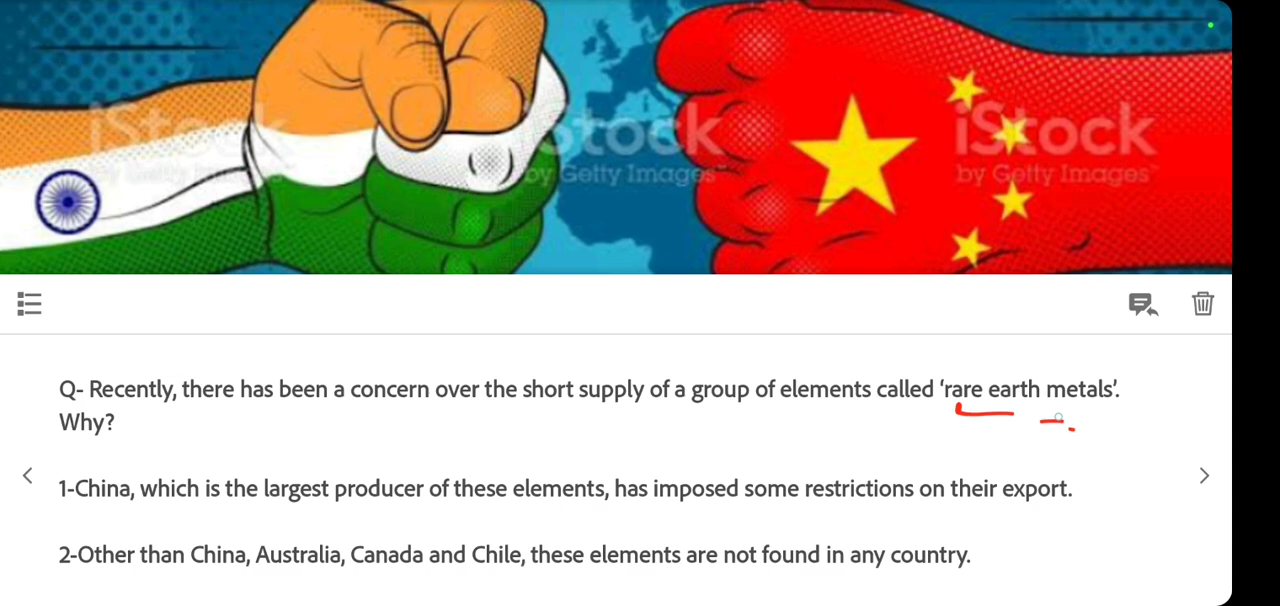 iStock iStock iStock
by Getty Images™ by Getty Images™ by Getty Images™
Q- Recently, there has been a concern over the short supply of a group of elements called ‘rare earth metals’.
Why?
1-China, which is the largest producer of these elements, has imposed some restrictions on their export.
2-Other than China, Australia, Canada and Chile, these elements are not found in any country.